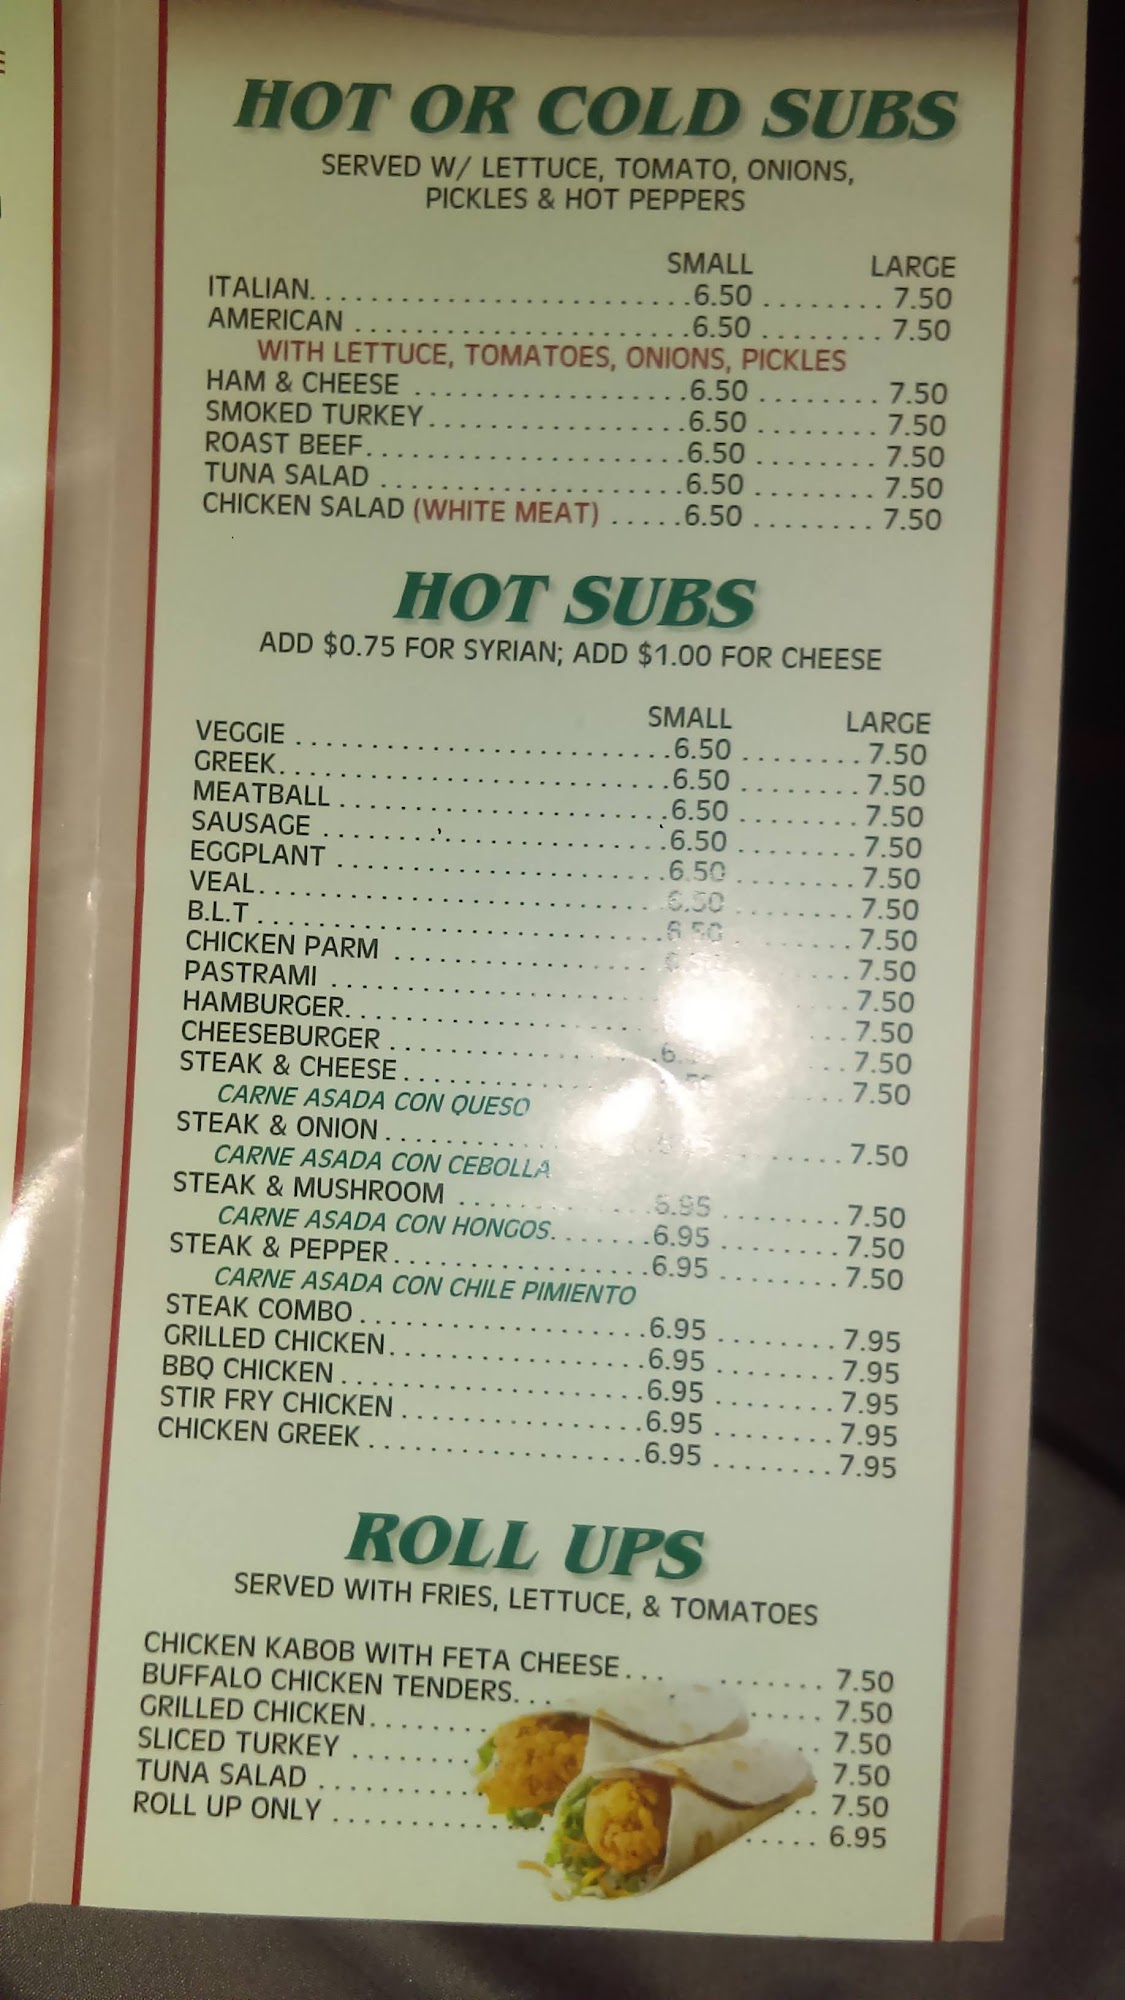 HOT OR COLD SUBS
SERVED W/ LETTUCE, TOMATO, ONIONS,
PICKLES & HOT PEPPERS
SMALL LARGE
ITALIAN. 6.50 7.50
AMERICAN 6.50 7.50
WITH LETTUCE, TOMATOES, ONIONS, PICKLES
HAM & CHEESE 6.50 7.50
SMOKED TURKEY 6.50 7.50
ROAST BEEF 6.50 7.50
TUNA SALAD 6.50 7.50
CHICKEN SALAD (WHITE MEAT) 6.50 7.50
HOT SUBS
ADD $0.75 FOR SYRIAN; ADD $1.00 FOR CHEESE
SMALL LARGE
VEGGIE 6.50 7.50
GREEK 6.50 7.50
MEATBALL 6.50 7.50
SAUSAGE 6.50 7.50
EGGPLANT 6.50 7.50
VEAL 6.50 7.50
B.L.T 6.50 7.50
CHICKEN PARM 7.50
PASTRAMI 7.50
HAMBURGER 7.50
CHEESEBURGER 7.50
STEAK & CHEESE 7.50
CARNE ASADA CON QUESO
STEAK & ONION 7.50
CARNE ASADA CON CEBOLLA
STEAK & MUSHROOM 6.95 7.50
CARNE ASADA CON HONGOS 6.95 7.50
STEAK & PEPPER 6.95 7.50
CARNE ASADA CON CHILE PIMIENTO
STEAK COMBO 6.95 7.95
GRILLED CHICKEN 6.95 7.95
BBQ CHICKEN 6.95 7.95
STIR FRY CHICKEN 6.95 7.95
CHICKEN GREEK 6.95 7.95
ROLL UPS
SERVED WITH FRIES, LETTUCE, & TOMATOES
CHICKEN KABOB WITH FETA CHEESE 7.50
BUFFALO CHICKEN TENDERS 7.50
GRILLED CHICKEN 7.50
SLICED TURKEY 7.50
TUNA SALAD 7.50
ROLL UP ONLY 6.95